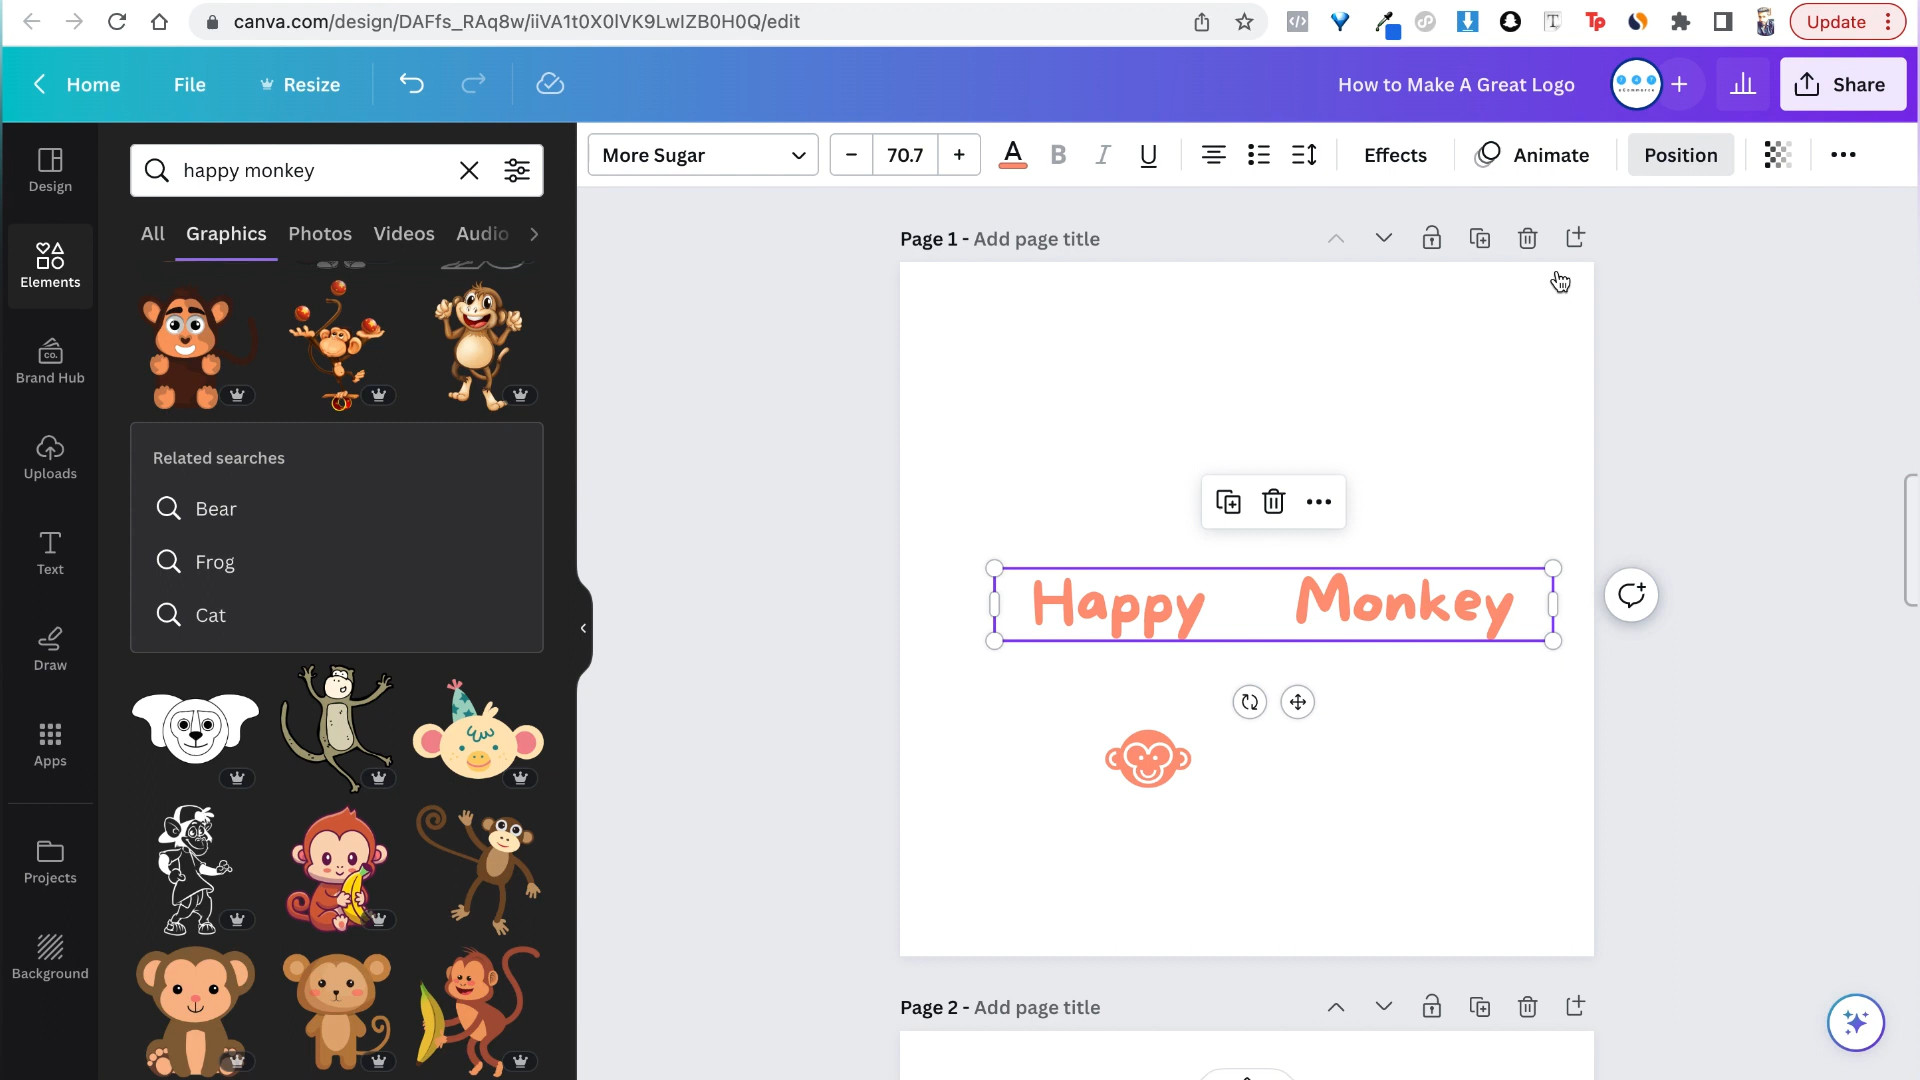 canva.com/design/DAFfs_RAq8w/iiVA1t0X0IVK9LwIZB0H0Q/edit
Update
Home
File
Resize
How to Make A Great Logo
Share
Design
Elements
Brand Hub
Uploads
Text
Draw
Apps
Projects
Background
happy monkey
All
Graphics
Photos
Videos
Audio
Related searches
Bear
Frog
Cat
More Sugar
70.7
Effects
Animate
Position
Page 1 - Add page title
Happy Monkey
Page 2 - Add page title